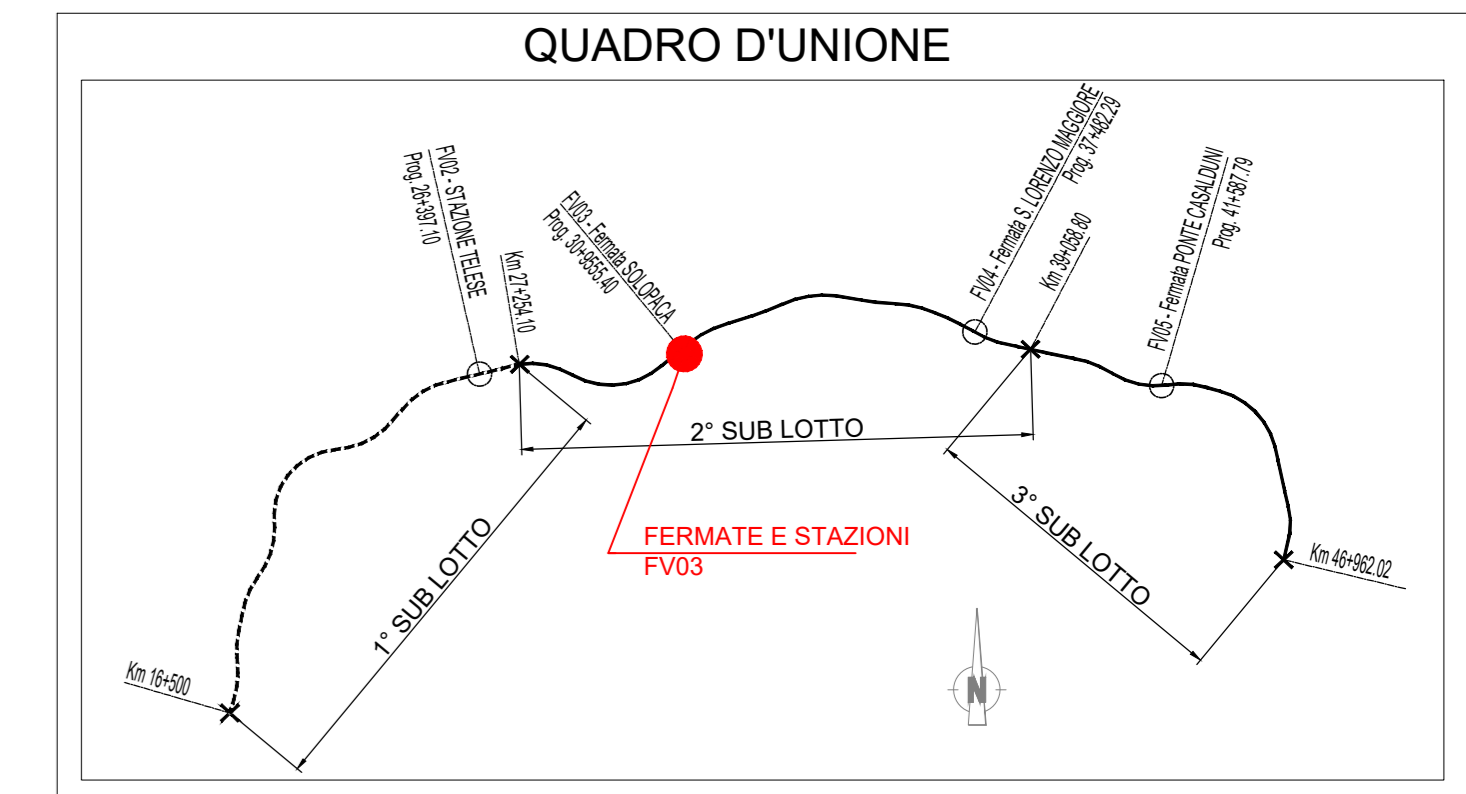 QUADRO D'UNIONE
FV02 - STAZIONE TELESE
Prog. 26+397.10
Km 27+254.10
FV03 - Fermata SOLOPACA
Prog. 30+9555.40
FV04 - Fermata S. LORENZO MAGGIORE
Prog. 37+482.29
Km 39+058.80
FV05 - Fermata PONTE CASALDUNI
Prog. 41+587.79
2° SUB LOTTO
1° SUB LOTTO
3° SUB LOTTO
FERMATE E STAZIONI
FV03
Km 46+962.02
Km 16+500
N